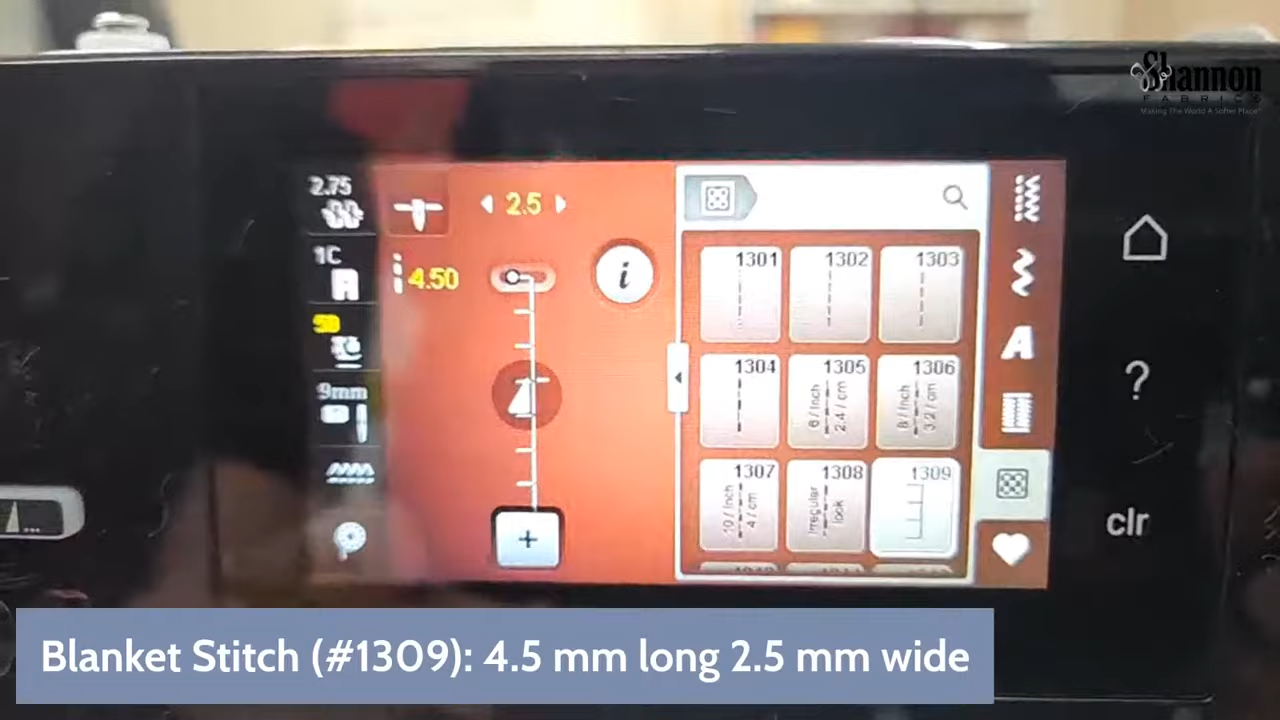 Shannon
FABRICS
Making The World A Softer Place
2.75
2.5
1C
4.50
50
9mm
1301 1302 1303
1304 1305 1306
6 / Inch
2.4 / cm
8 / Inch
3.2 / cm
1307 1308 1309
10 / Inch
4 / cm
Irregular
lock
i
A
?
clr
Blanket Stitch (#1309): 4.5 mm long 2.5 mm wide